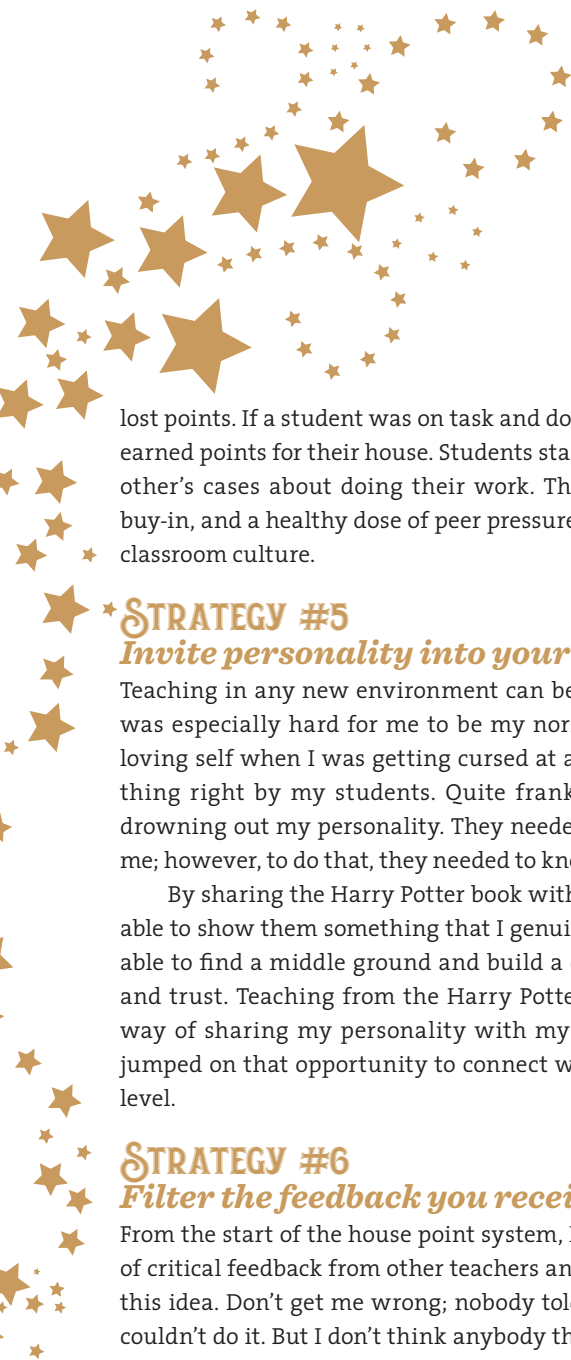 lost points. If a student was on task and do
earned points for their house. Students sta
other’s cases about doing their work. Th
buy-in, and a healthy dose of peer pressure
classroom culture.
STRATEGY #5
Invite personality into your
Teaching in any new environment can be
was especially hard for me to be my nor
loving self when I was getting cursed at a
thing right by my students. Quite frank
drowning out my personality. They neede
me; however, to do that, they needed to kn
By sharing the Harry Potter book with
able to show them something that I genui
able to find a middle ground and build a
and trust. Teaching from the Harry Potte
way of sharing my personality with my
jumped on that opportunity to connect w
level.
STRATEGY #6
Filter the feedback you recei
From the start of the house point system,
of critical feedback from other teachers an
this idea. Don’t get me wrong; nobody tol
couldn’t do it. But I don’t think anybody th